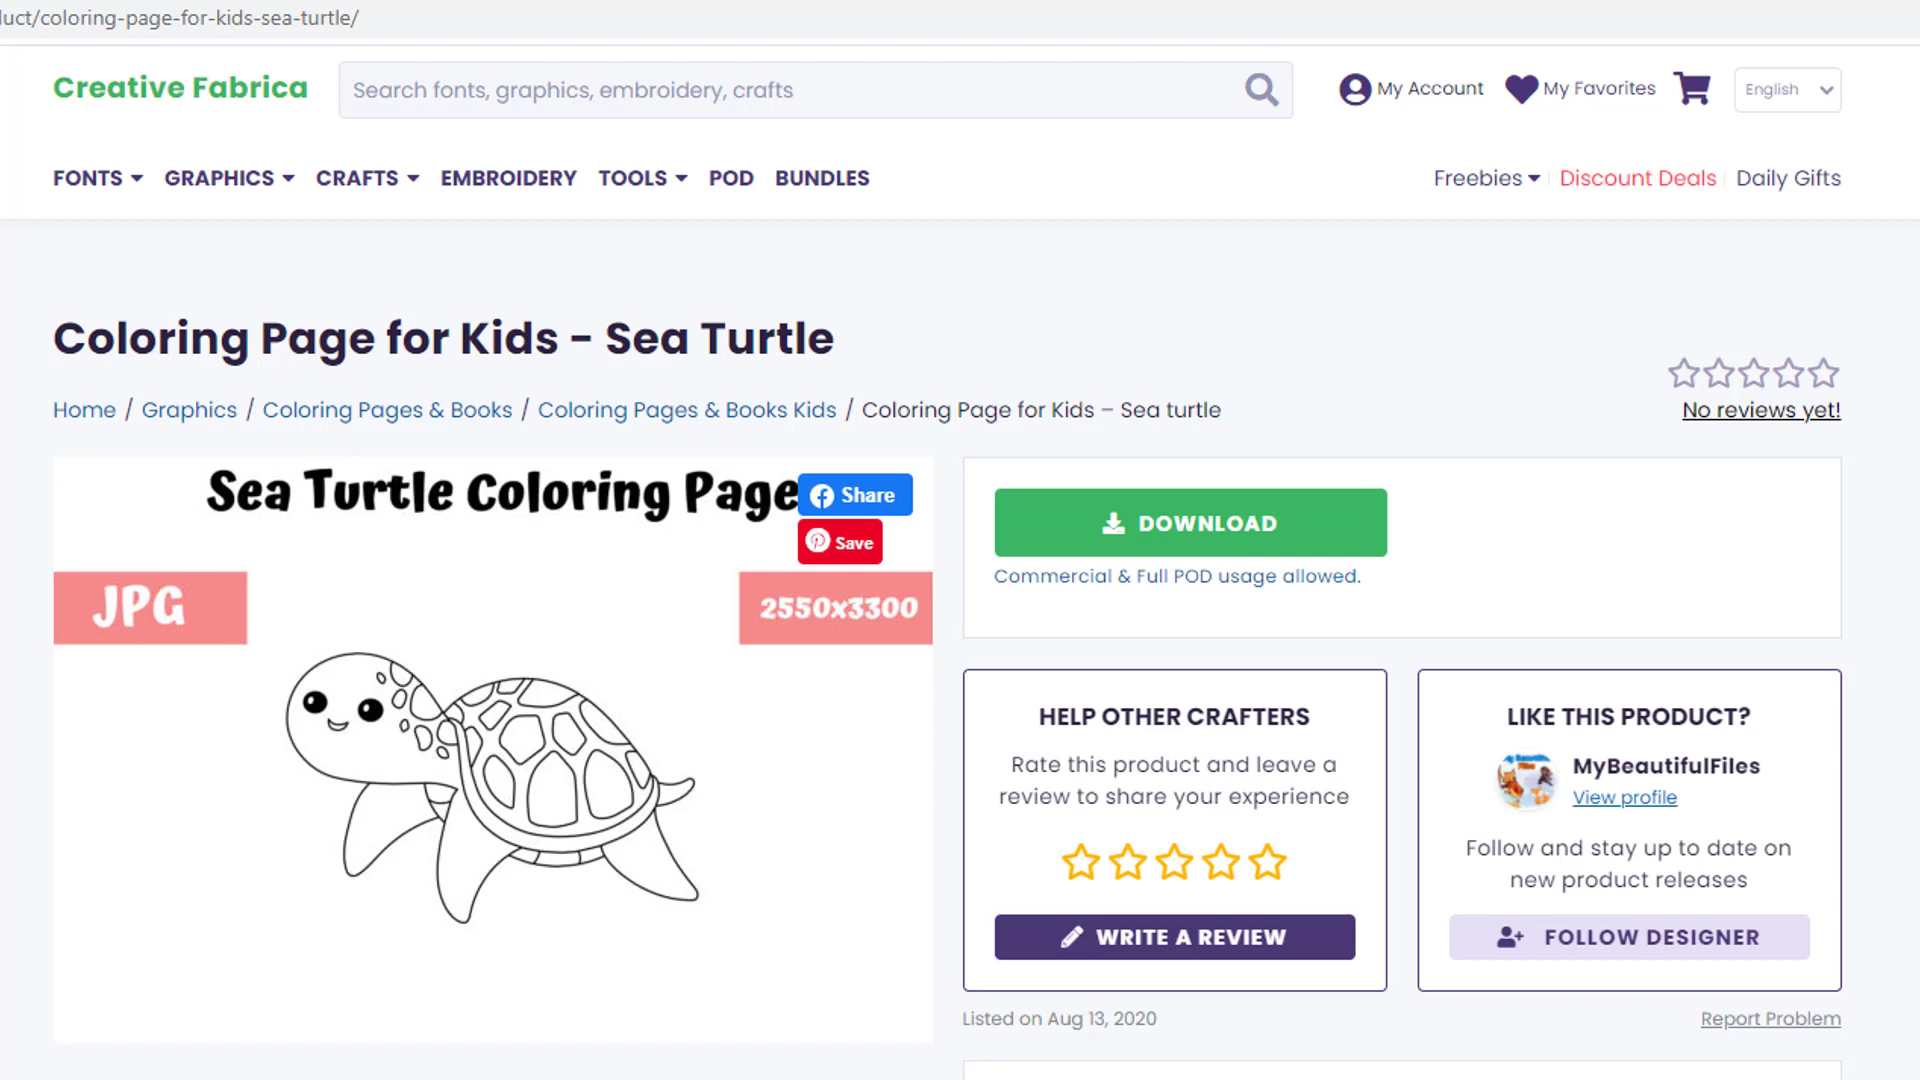 uct/coloring-page-for-kids-sea-turtle/
Creative Fabrica
Search fonts, graphics, embroidery, crafts
My Account
My Favorites
English
FONTS
GRAPHICS
CRAFTS
EMBROIDERY
TOOLS
POD
BUNDLES
Freebies
Discount Deals
Daily Gifts
Coloring Page for Kids - Sea Turtle
Home / Graphics / Coloring Pages & Books / Coloring Pages & Books Kids / Coloring Page for Kids – Sea turtle
No reviews yet!
Sea Turtle Coloring Page
Share
Save
JPG
2550x3300
DOWNLOAD
Commercial & Full POD usage allowed.
HELP OTHER CRAFTERS
Rate this product and leave a
review to share your experience
WRITE A REVIEW
LIKE THIS PRODUCT?
MyBeautifulFiles
View profile
Follow and stay up to date on
new product releases
FOLLOW DESIGNER
Listed on Aug 13, 2020
Report Problem